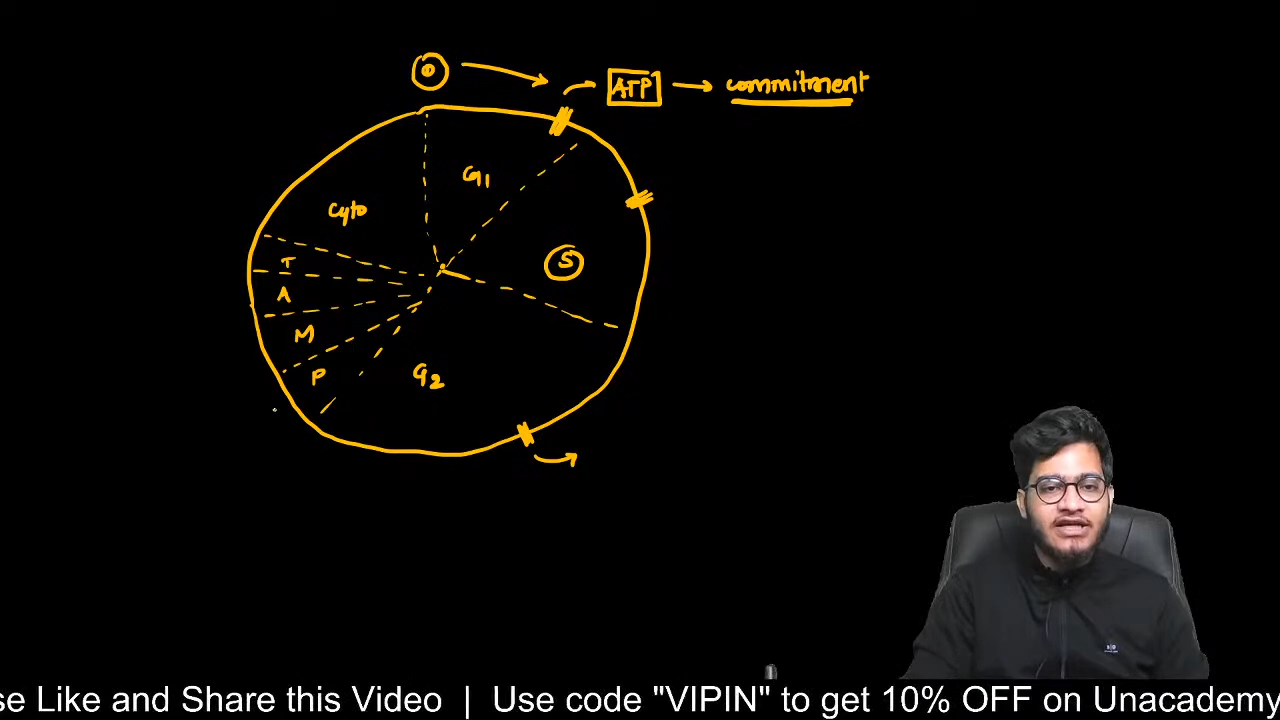 ATP → commitment
G1
Cyto
S
T
A
M
P
G2
se Like and Share this Video | Use code "VIPIN" to get 10% OFF on Unacademy